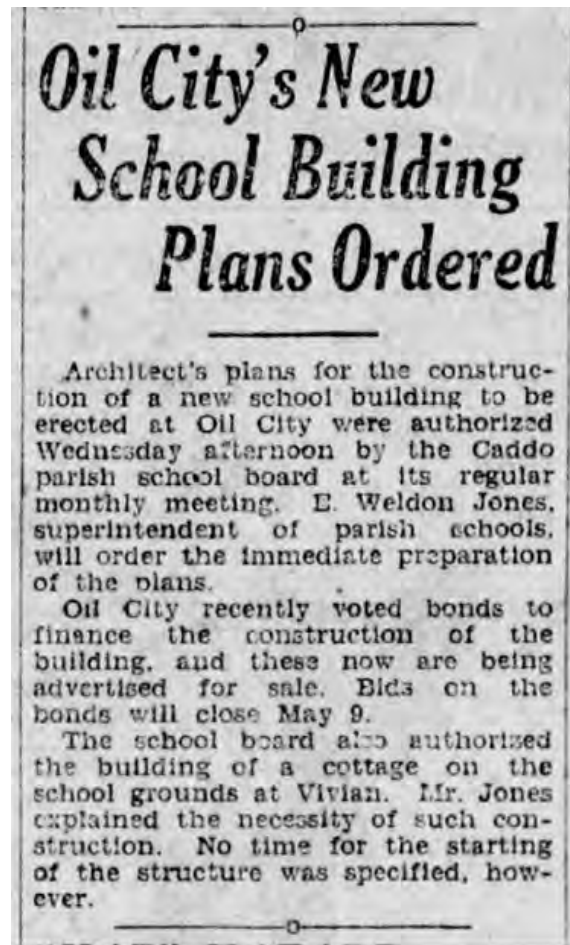 Oil City's New
School Building
Plans Ordered
Architect's plans for the construc-
tion of a new school building to be
erected at Oil City were authorized
Wednesday afternoon by the Caddo
parish school board at its regular
monthly meeting. E. Weldon Jones,
superintendent of parish schools,
will order the immediate preparation
of the plans.
Oil City recently voted bonds to
finance the construction of the
building, and these now are being
advertised for sale. Bids on the
bonds will close May 9.
The school board also authorized
the building of a cottage on the
school grounds at Vivian. Mr. Jones
explained the necessity of such con-
struction. No time for the starting
of the structure was specified, how-
ever.